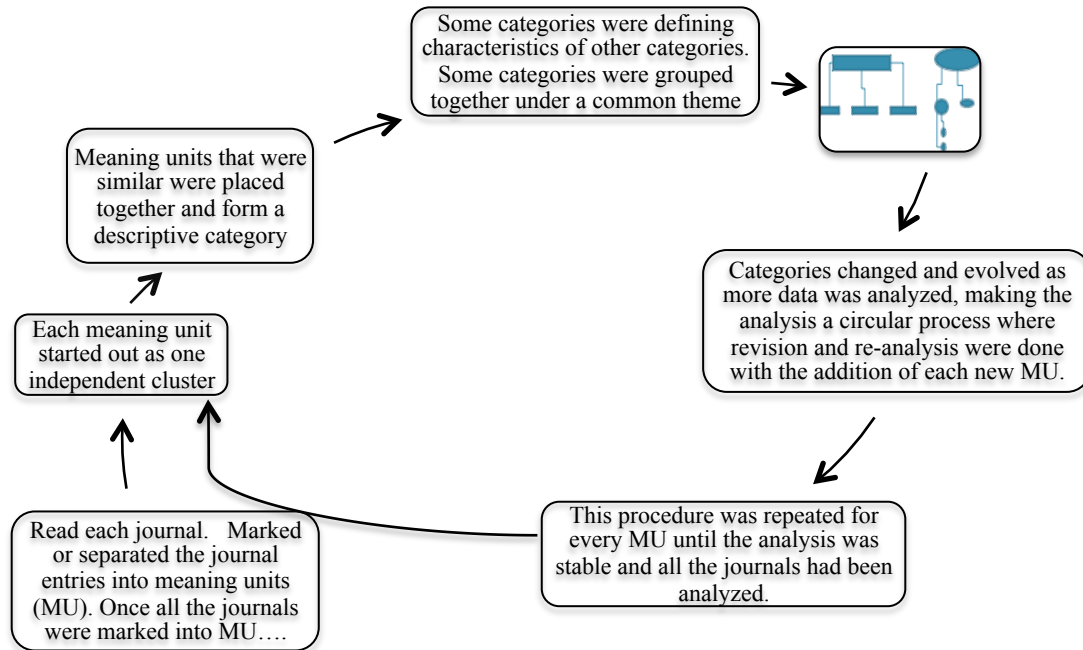 Some categories were defining
characteristics of other categories.
Some categories were grouped
together under a common theme
Meaning units that were
similar were placed
together and form a
descriptive category
Categories changed and evolved as
more data was analyzed, making the
analysis a circular process where
revision and re-analysis were done
with the addition of each new MU.
Each meaning unit
started out as one
independent cluster
Read each journal. Marked
or separated the journal
entries into meaning units
(MU). Once all the journals
were marked into MU….
This procedure was repeated for
every MU until the analysis was
stable and all the journals had been
analyzed.